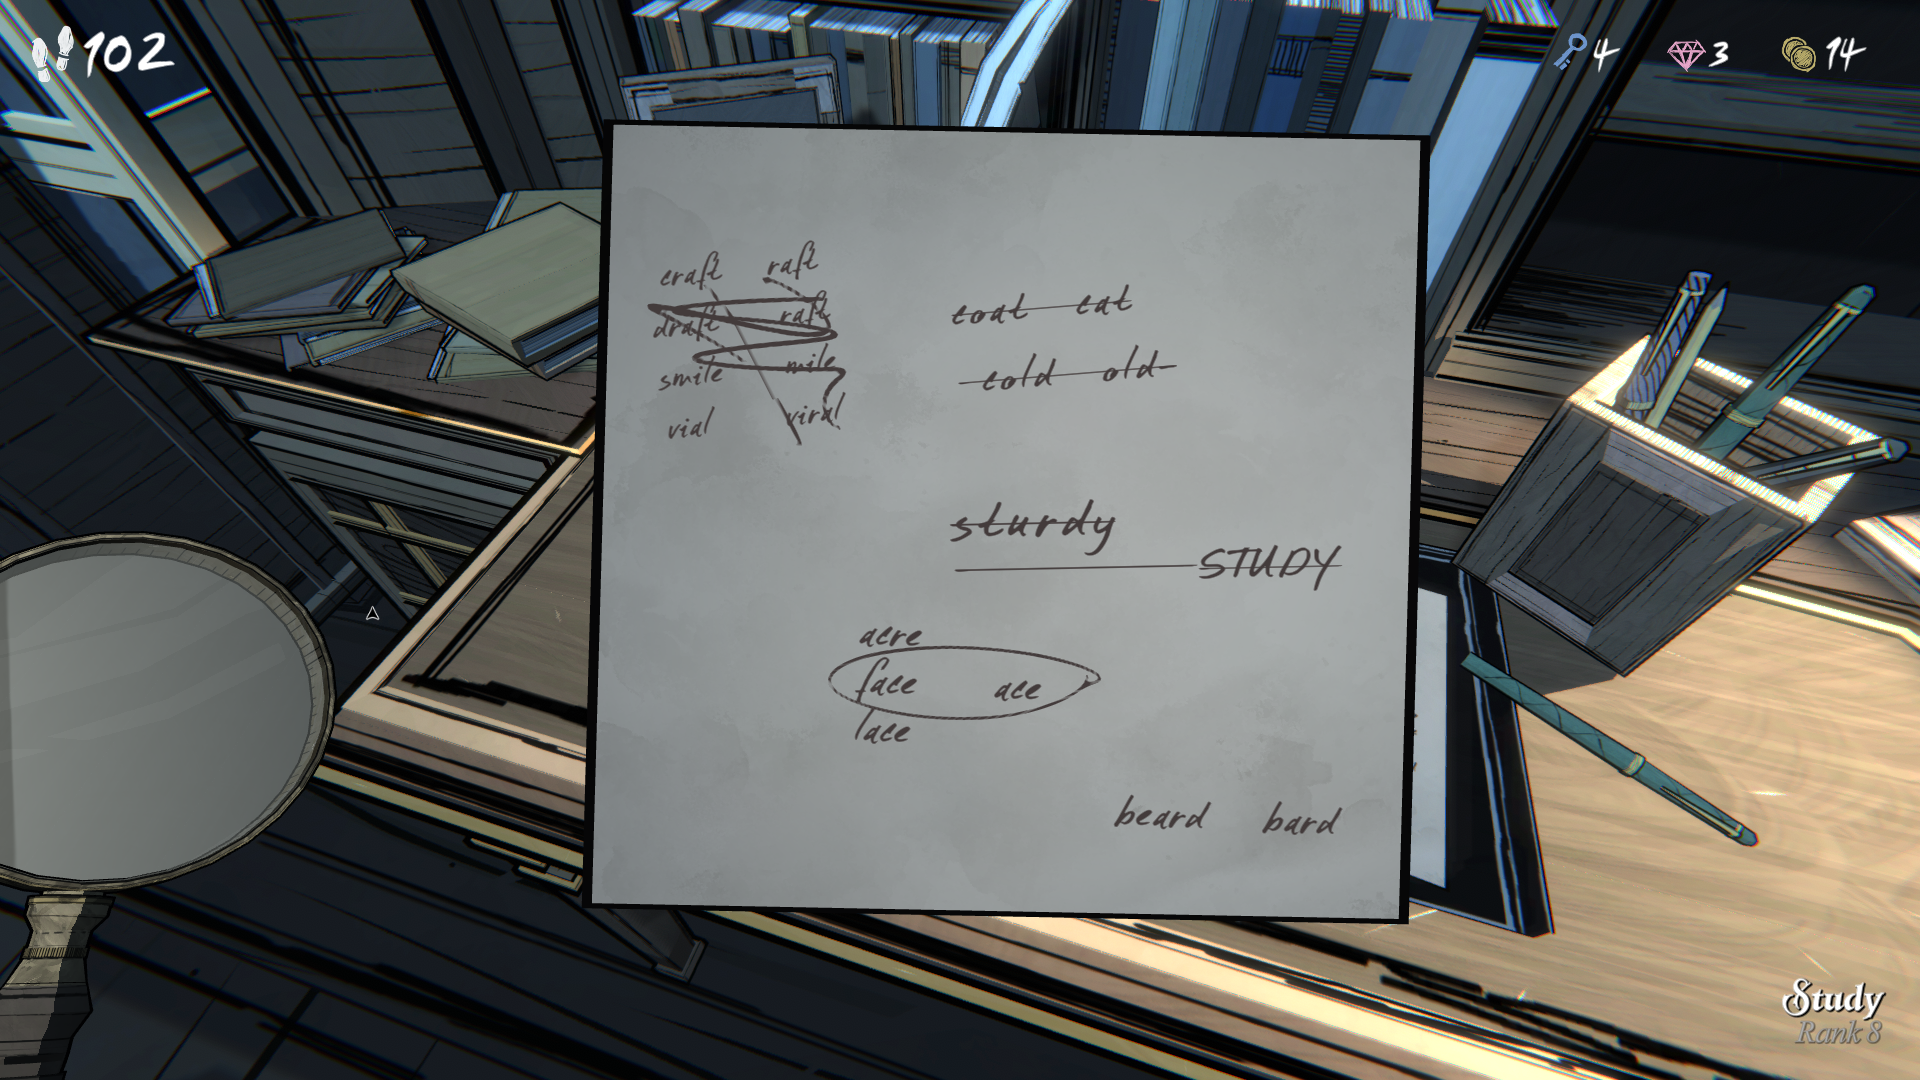 102
4 3 14
craft raft
draft raft
smile mile
vial viral
coat cat
cold old
sturdy
STUDY
acre
face ace
lace
beard bard
Study
Rank 8